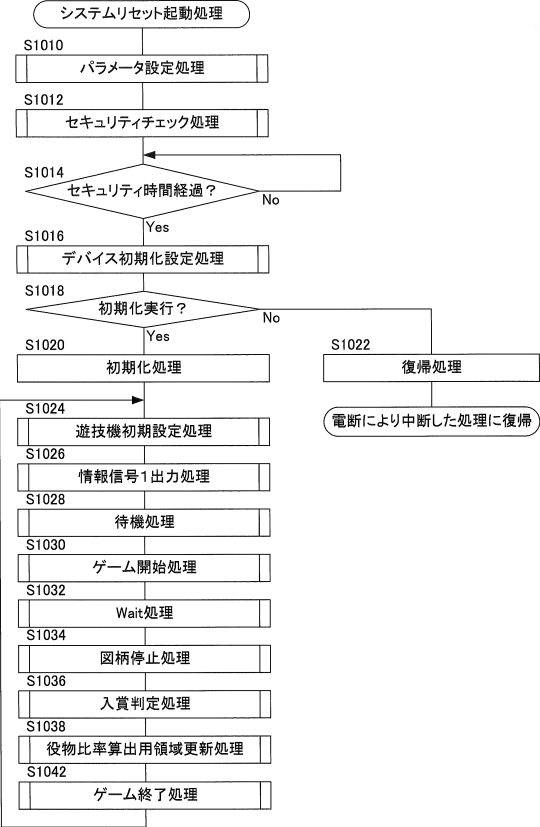 システムリセット起動処理
S1010
パラメータ設定処理
S1012
セキュリティチェック処理
S1014
セキュリティ時間経過？
No
Yes
S1016
デバイス初期化設定処理
S1018
初期化実行？
No
Yes
S1020
初期化処理
S1022
復帰処理
電断により中断した処理に復帰
S1024
遊技機初期設定処理
S1026
情報信号１出力処理
S1028
待機処理
S1030
ゲーム開始処理
S1032
Wait処理
S1034
図柄停止処理
S1036
入賞判定処理
S1038
役物比率算出用領域更新処理
S1042
ゲーム終了処理